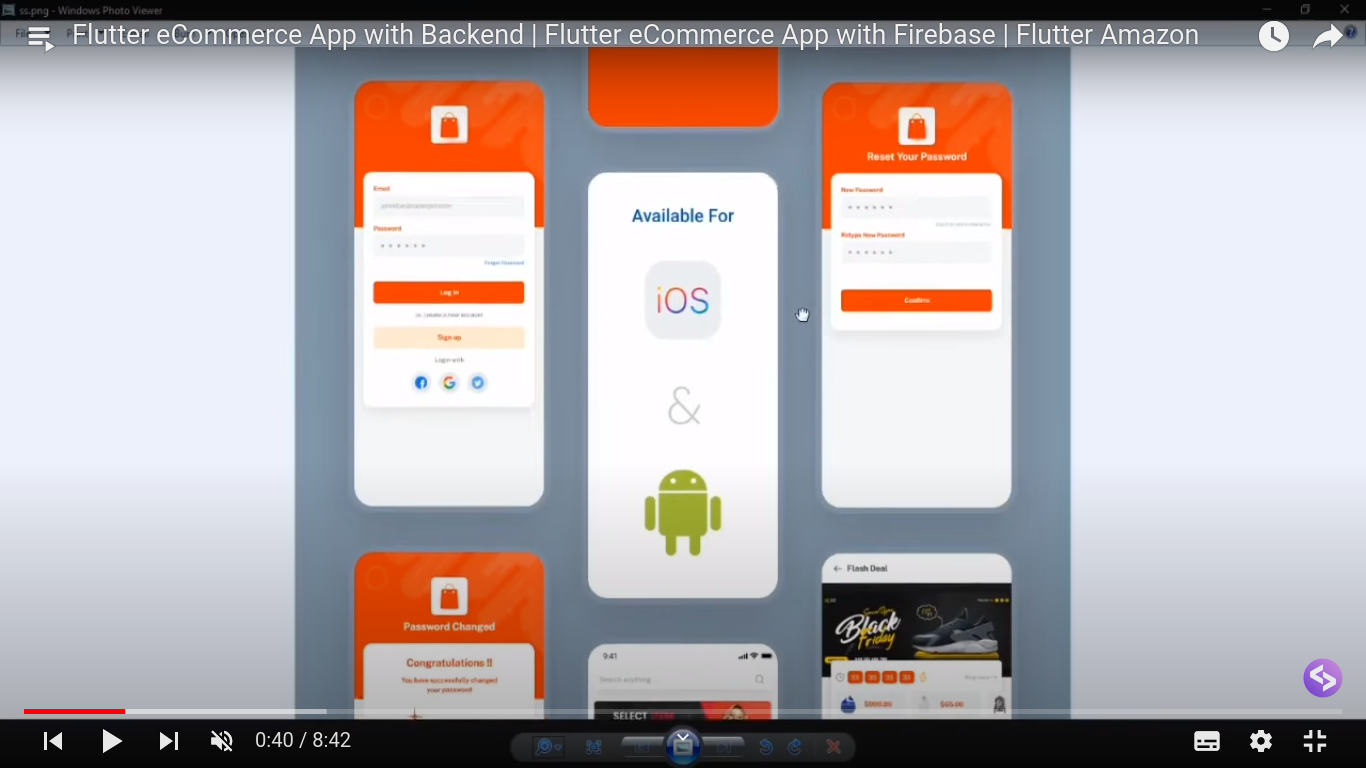 ss.png - Windows Photo Viewer
Flutter eCommerce App with Backend | Flutter eCommerce App with Firebase | Flutter Amazon
Email
Password
Forgot Password
Log in
Sign up
Login with
Available For
iOS
&
Reset Your Password
New Password
Retype New Password
Confirm
Password Changed
Congratulations !!
You have successfully changed
your password
9:41
Search anything ...
SELECT
Flash Deal
Black
Friday
$000.00
$65.00
0:40 / 8:42